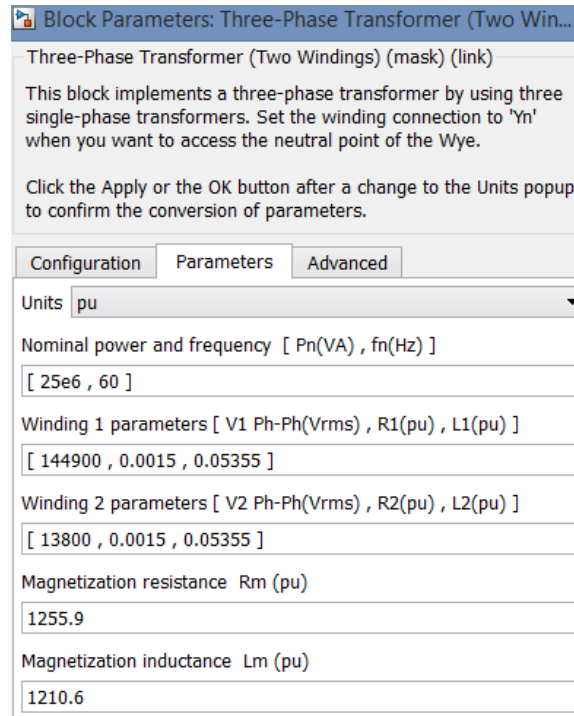 Block Parameters: Three-Phase Transformer (Two Win...
Three-Phase Transformer (Two Windings) (mask) (link)
This block implements a three-phase transformer by using three
single-phase transformers. Set the winding connection to 'Yn'
when you want to access the neutral point of the Wye.
Click the Apply or the OK button after a change to the Units popup
to confirm the conversion of parameters.
Configuration Parameters Advanced
Units pu
Nominal power and frequency [ Pn(VA) , fn(Hz) ]
[ 25e6 , 60 ]
Winding 1 parameters [ V1 Ph-Ph(Vrms) , R1(pu) , L1(pu) ]
[ 144900 , 0.0015 , 0.05355 ]
Winding 2 parameters [ V2 Ph-Ph(Vrms) , R2(pu) , L2(pu) ]
[ 13800 , 0.0015 , 0.05355 ]
Magnetization resistance Rm (pu)
1255.9
Magnetization inductance Lm (pu)
1210.6